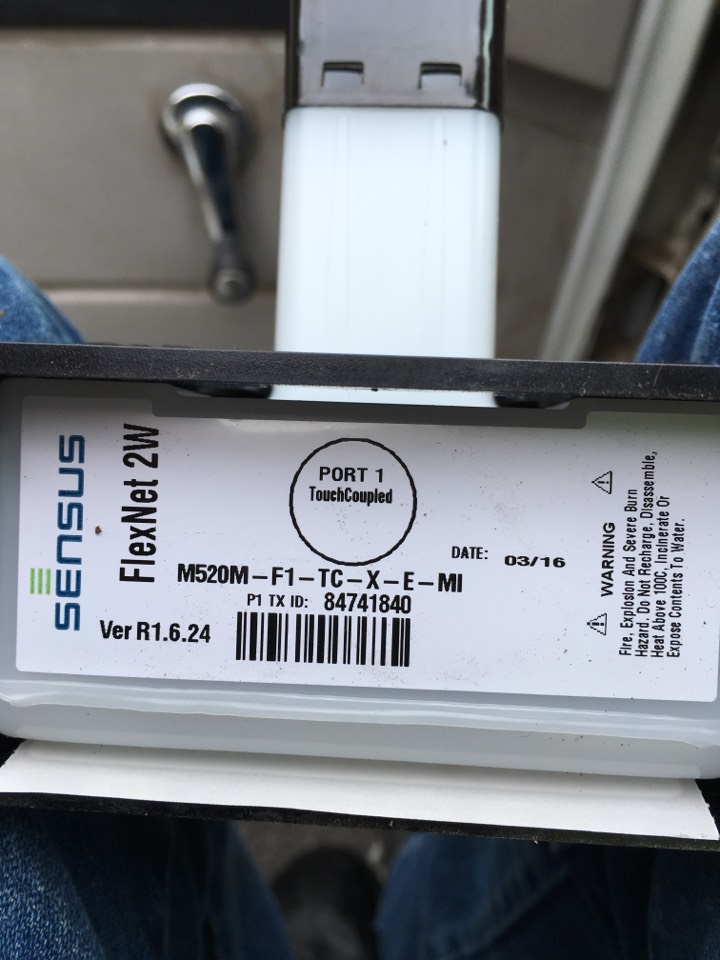 SENSUS
FlexNet 2W
PORT 1
TouchCoupled
DATE: 03/16
M520M-F1-TC-X-E-MI
P1 TX ID: 84741840
Ver R1.6.24
WARNING
Fire, Explosion And Severe Burn
Hazard. Do Not Recharge, Disassemble,
Heat Above 100C, Incinerate Or
Expose Contents To Water.